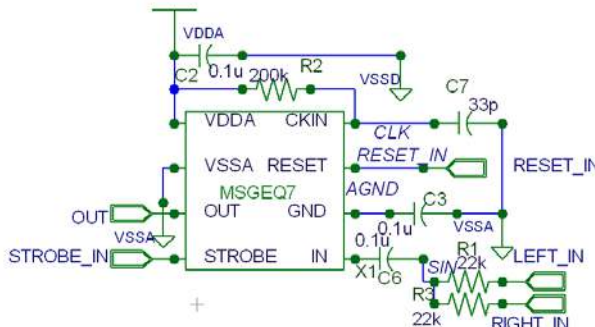 VDDA
C2
0.1u
200k
R2
VSSD
C7
33p
VDDA
CKIN
CLK
VSSA
RESET
RESET_IN
RESET_IN
MSGEQ7
AGND
OUT
OUT
GND
C3
0.1u
VSSA
VSSA
STROBE_IN
STROBE
IN
0.1u
X1
C6
SIN
R1
22k
LEFT_IN
R3
22k
RIGHT_IN